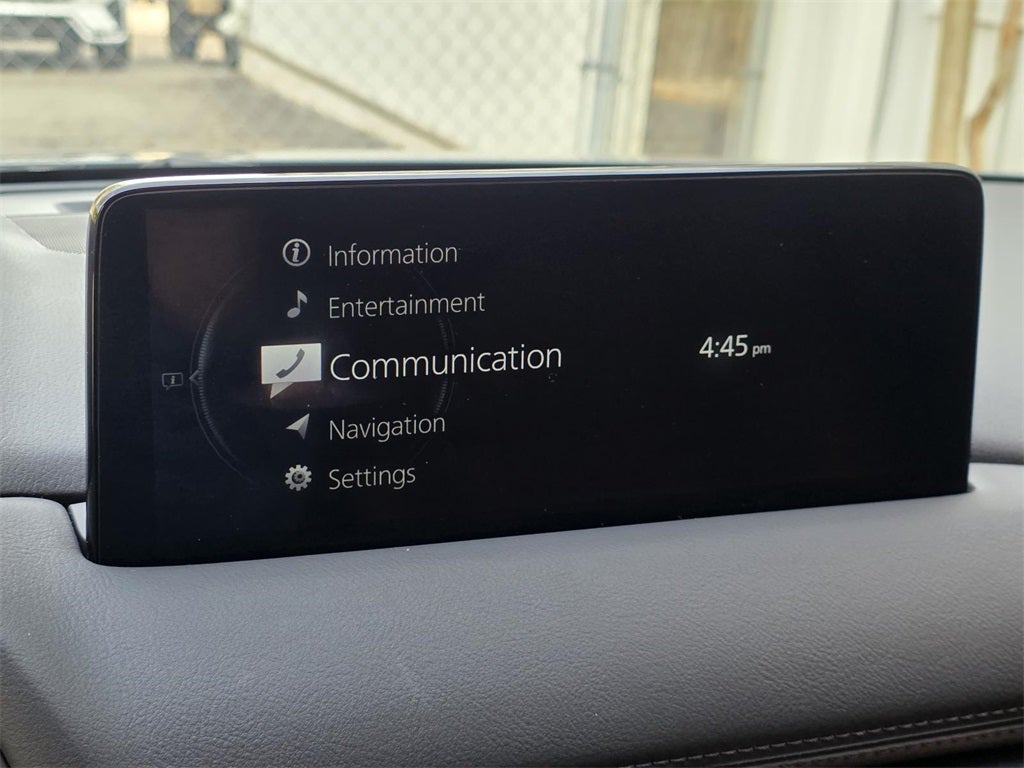 Information
Entertainment
Communication
4:45 pm
Navigation
Settings